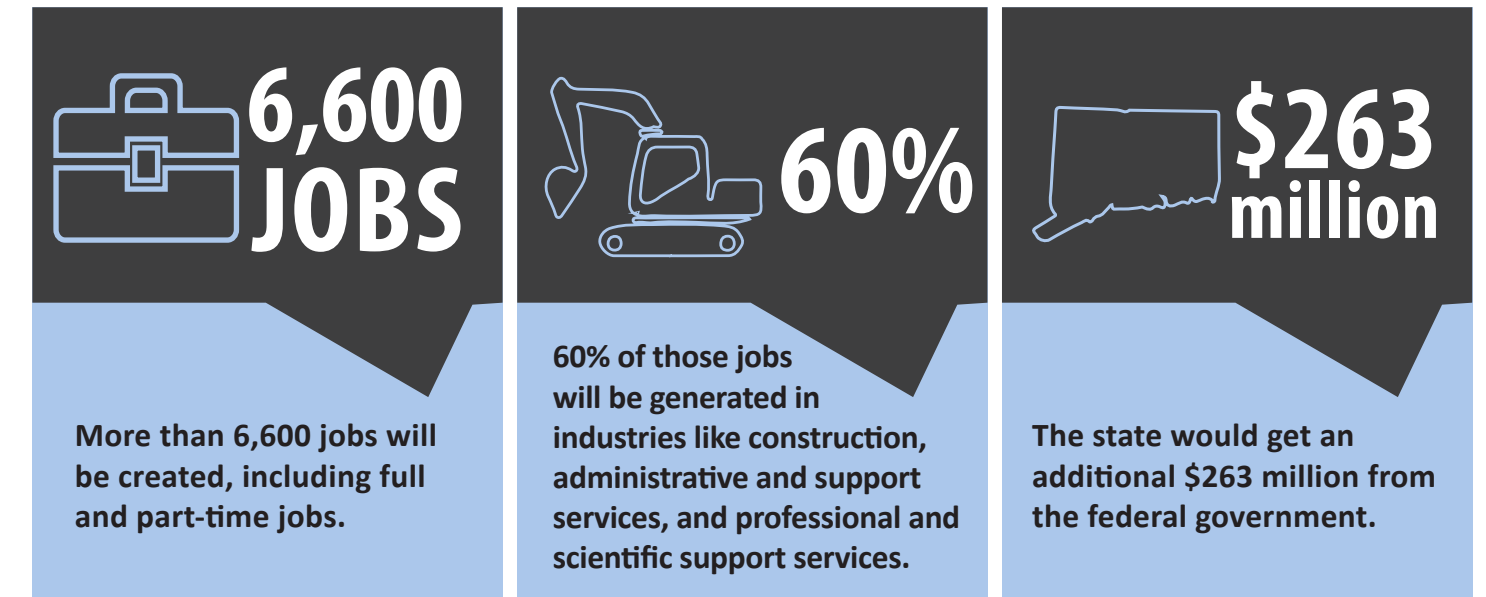 6,600
JOBS
More than 6,600 jobs will
be created, including full
and part-time jobs.
60%
60% of those jobs
will be generated in
industries like construction,
administrative and support
services, and professional and
scientific support services.
$263
million
The state would get an
additional $263 million from
the federal government.